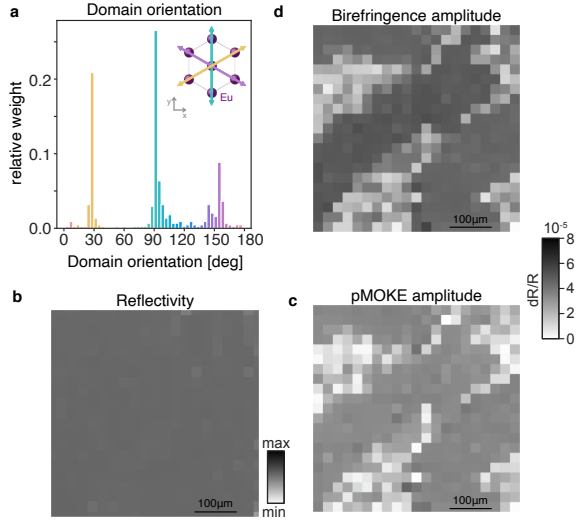 a
Domain orientation
relative weight
0.2
0.1
0.0
0 30 60 90 120 150 180
Domain orientation [deg]
Eu
y
x
b
Reflectivity
100μm
max
min
d
Birefringence amplitude
100μm
c
pMOKE amplitude
100μm
dR/R
8
6
4
2
0
10⁻⁵